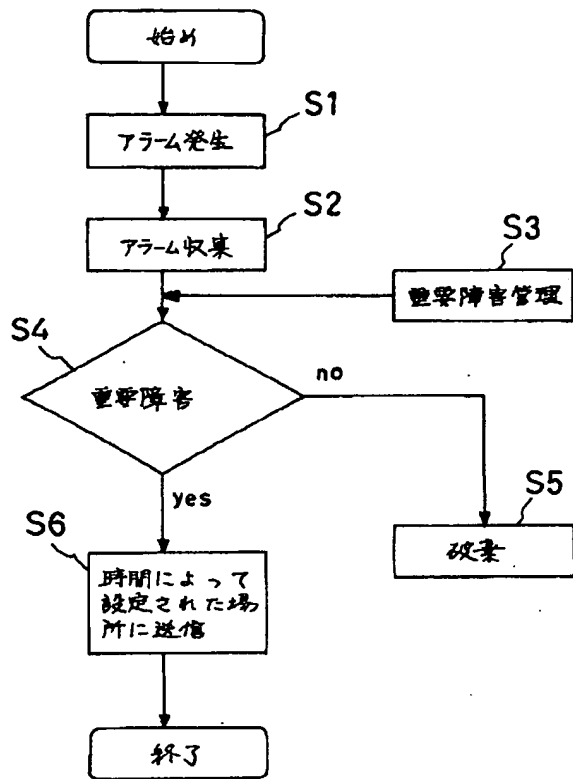 始め
S1
アラーム発生
S2
アラーム収集
S3
重要障害管理
S4
重要障害
no
yes
S5
破棄
S6
時間によって
設定された場
所に送信
終了